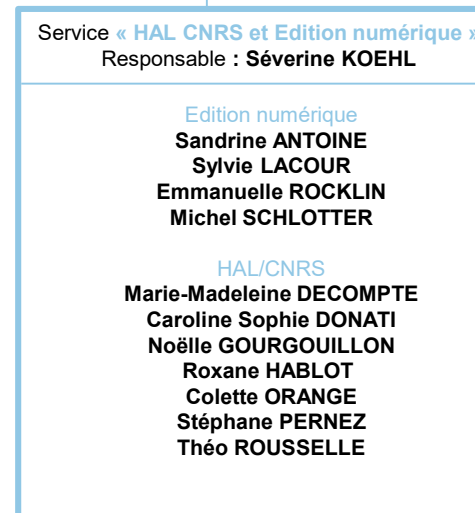 Service « HAL CNRS et Edition numérique »
Responsable : Séverine KOEHL
Edition numérique
Sandrine ANTOINE
Sylvie LACOUR
Emmanuelle ROCKLIN
Michel SCHLOTTER
HAL/CNRS
Marie-Madeleine DECOMPTE
Caroline Sophie DONATI
Noëlle GOURGOUILLON
Roxane HABLOT
Colette ORANGE
Stéphane PERNEZ
Théo ROUSSELLE